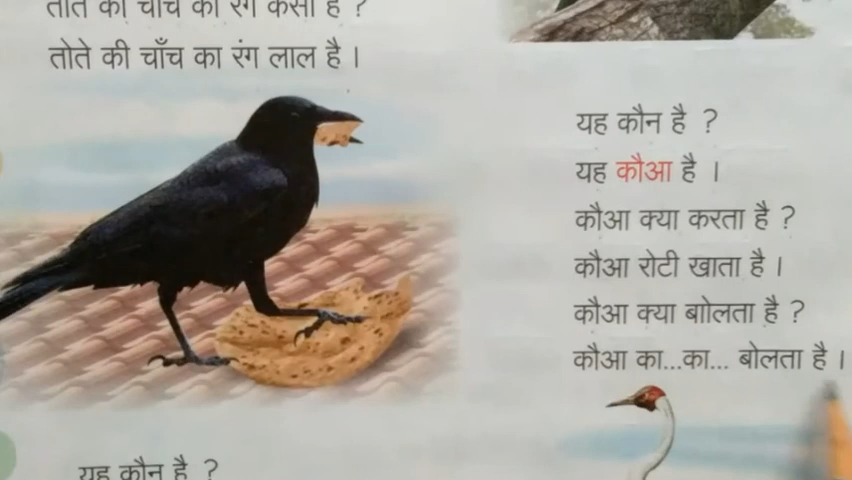 तोते की चोंच का रंग कैसा है ?
तोते की चाँच का रंग लाल है ।
यह कौन है ?
यह कौआ है ।
कौआ क्या करता है ?
कौआ रोटी खाता है ।
कौआ क्या बाोलता है ?
कौआ का...का... बोलता है ।
यह कौन है ?